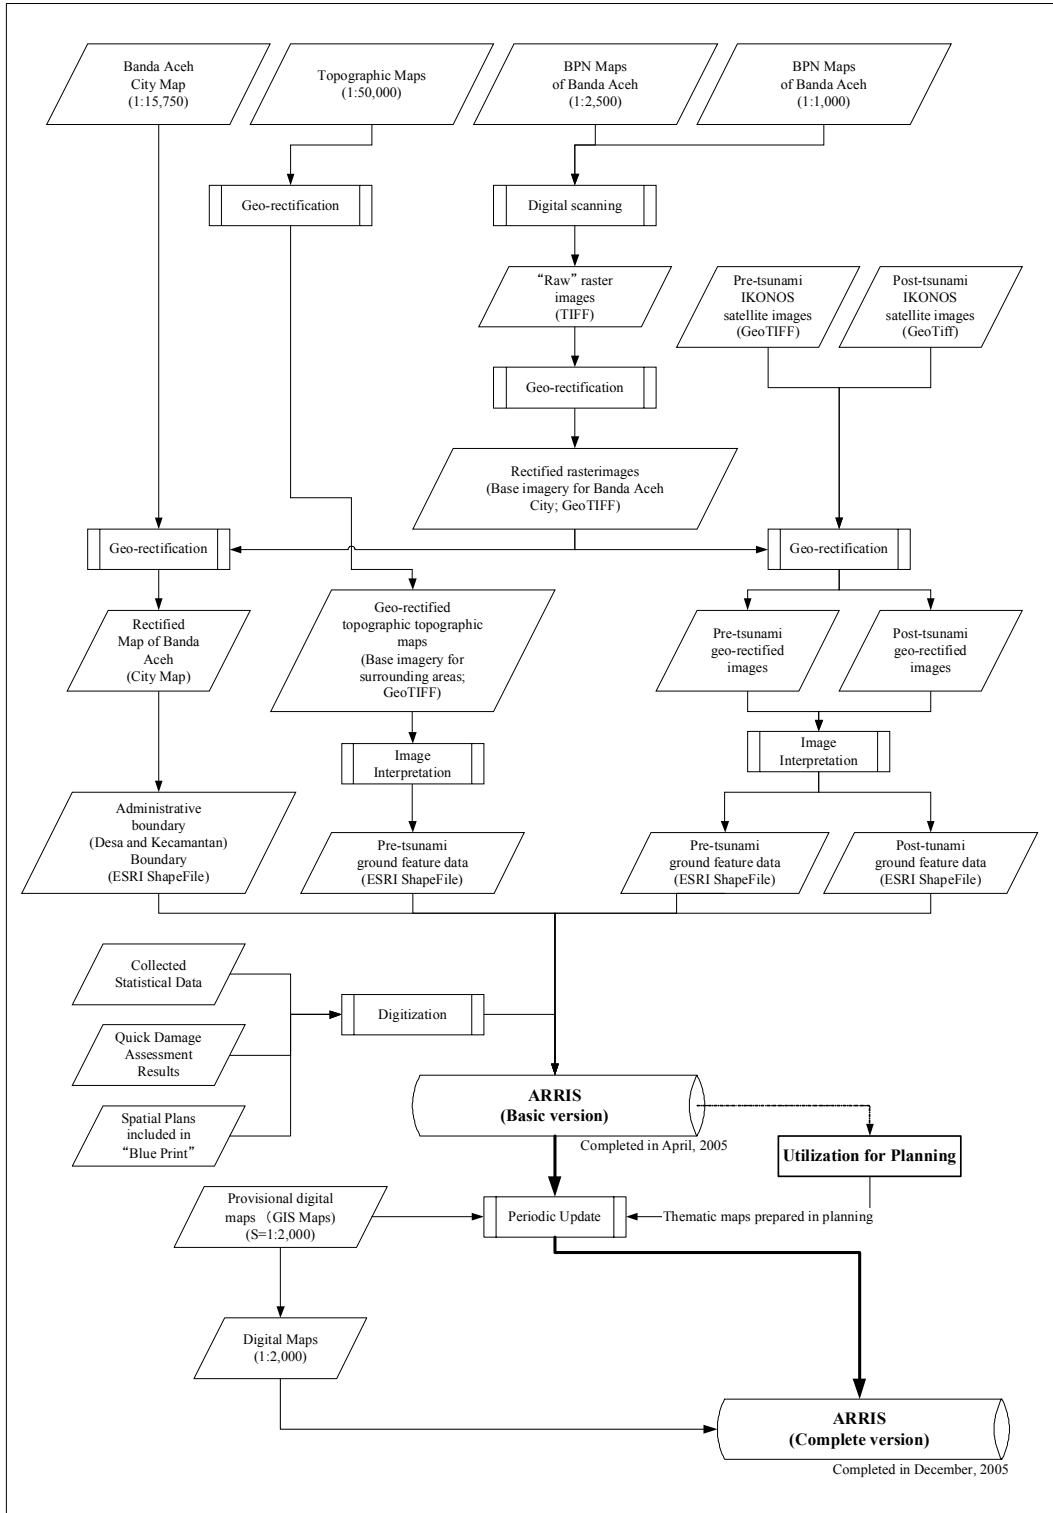 Banda Aceh
City Map
(1:15,750)
Topographic Maps
(1:50,000)
BPN Maps
of Banda Aceh
(1:2,500)
BPN Maps
of Banda Aceh
(1:1,000)
Geo-rectification
Digital scanning
“Raw” raster
images
(TIFF)
Pre-tsunami
IKONOS
satellite images
(GeoTIFF)
Post-tsunami
IKONOS
satellite images
(GeoTiff)
Geo-rectification
Rectified rasterimages
(Base imagery for Banda Aceh
City; GeoTIFF)
Geo-rectification
Geo-rectification
Rectified
Map of Banda
Aceh
(City Map)
Geo-rectified
topographic topographic
maps
(Base imagery for
surrounding areas;
GeoTIFF)
Pre-tsunami
geo-rectified
images
Post-tsunami
geo-rectified
images
Image
Interpretation
Image
Interpretation
Administrative
boundary
(Desa and Kecamantan)
Boundary
(ESRI ShapeFile)
Pre-tsunami
ground feature data
(ESRI ShapeFile)
Pre-tsunami
ground feature data
(ESRI ShapeFile)
Post-tunami
ground feature data
(ESRI ShapeFile)
Collected
Statistical Data
Digitization
Quick Damage
Assessment
Results
Spatial Plans
included in
“Blue Print”
ARRIS
(Basic version)
Completed in April, 2005
Utilization for Planning
Provisional digital
maps （GIS Maps)
(S=1:2,000)
Periodic Update
Thematic maps prepared in planning
Digital Maps
(1:2,000)
ARRIS
(Complete version)
Completed in December, 2005